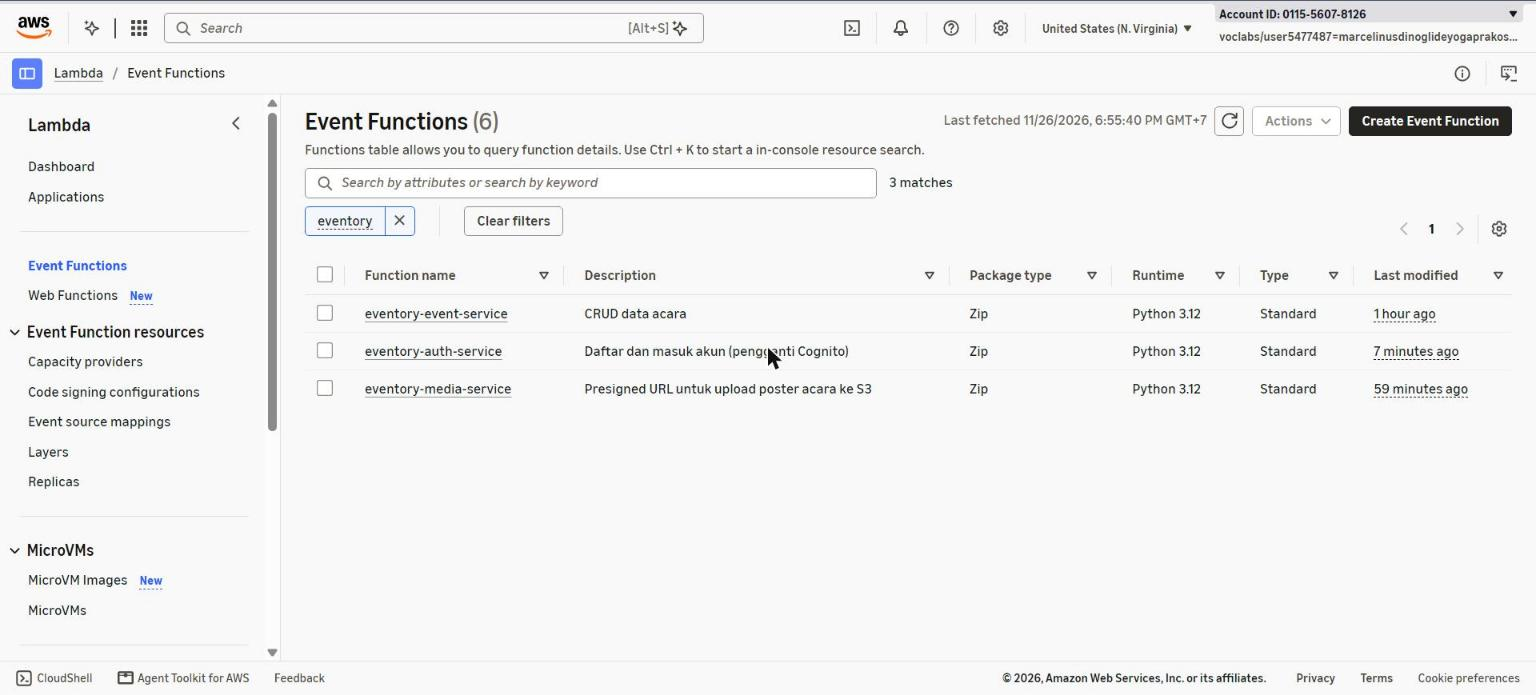 aws
Search [Alt+S]
United States (N. Virginia)
Account ID: 0115-5607-8126
voclabs/user5477487=marcelinusdinoglideyogaprakos...
Lambda / Event Functions
Lambda
Dashboard
Applications
Event Functions
Web Functions New
Event Function resources
Capacity providers
Code signing configurations
Event source mappings
Layers
Replicas
MicroVMs
MicroVM Images New
MicroVMs
Event Functions (6)
Last fetched 11/26/2026, 6:55:40 PM GMT+7
Actions
Create Event Function
Functions table allows you to query function details. Use Ctrl + K to start a in-console resource search.
Search by attributes or search by keyword
3 matches
eventory
Clear filters
1
Function name Description Package type Runtime Type Last modified
eventory-event-service CRUD data acara Zip Python 3.12 Standard 1 hour ago
eventory-auth-service Daftar dan masuk akun (pengganti Cognito) Zip Python 3.12 Standard 7 minutes ago
eventory-media-service Presigned URL untuk upload poster acara ke S3 Zip Python 3.12 Standard 59 minutes ago
CloudShell Agent Toolkit for AWS Feedback
© 2026, Amazon Web Services, Inc. or its affiliates. Privacy Terms Cookie preferences